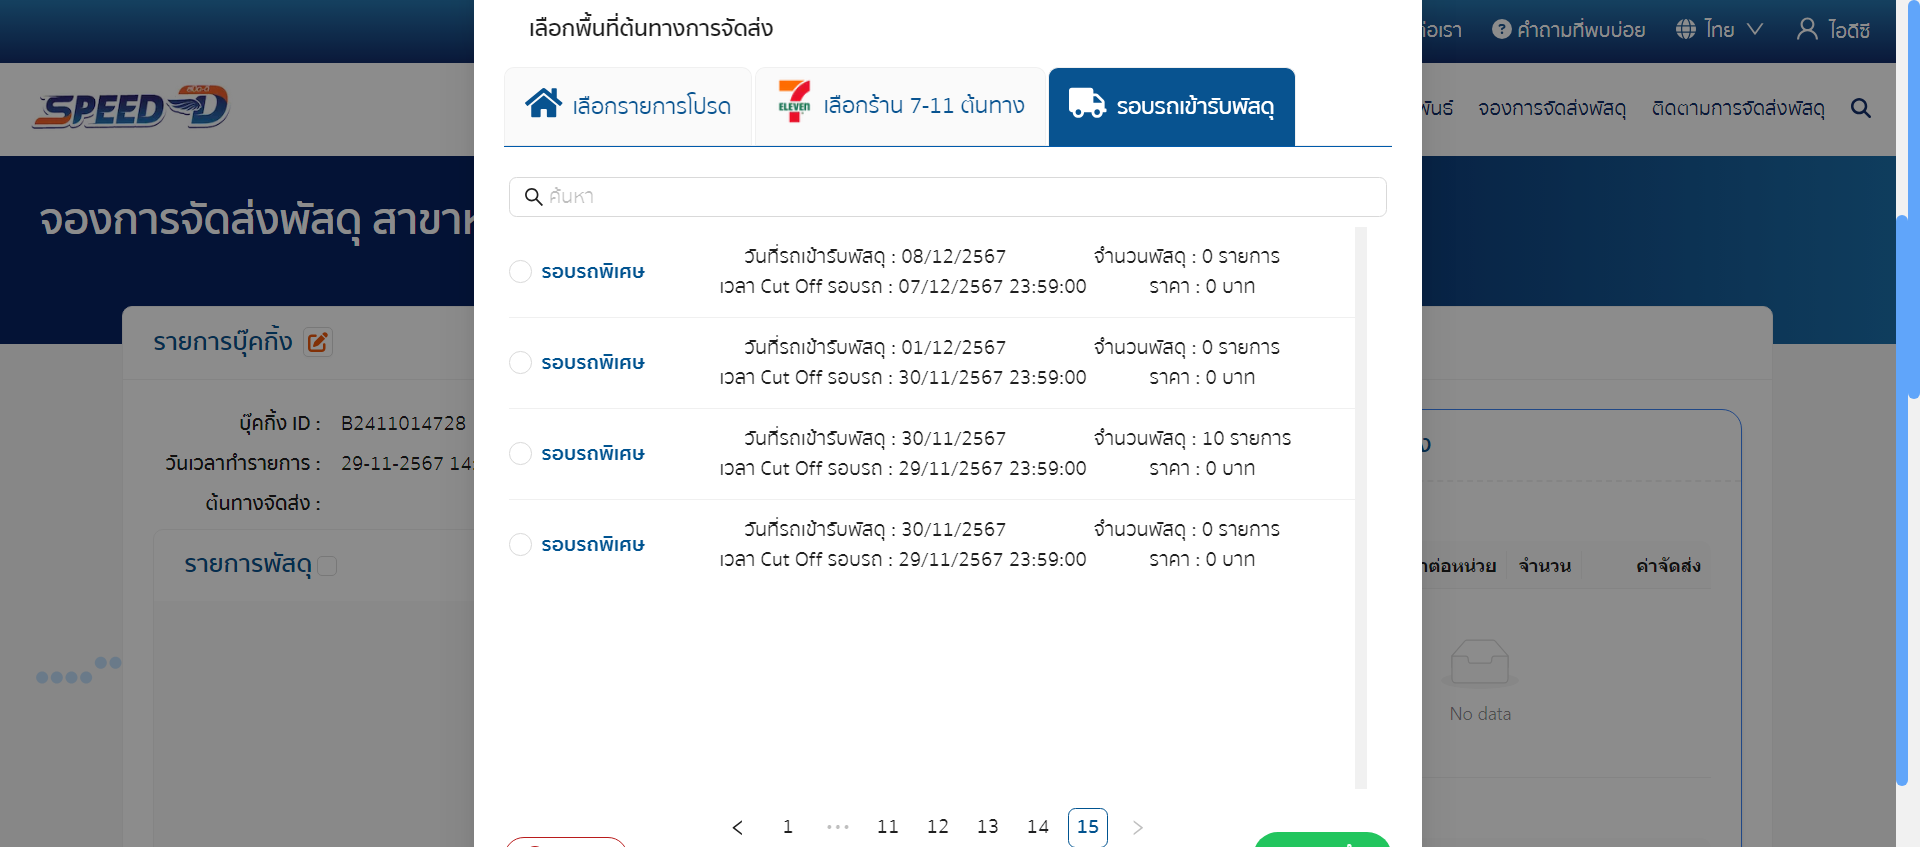 เลือกพื้นที่ต้นทางการจัดส่ง
คำถามที่พบบ่อย
ไทย
ไอดีซี
SPEED-D
เลือกรายการโปรด
ELEVEN
เลือกร้าน 7-11 ต้นทาง
รอบรถเข้ารับพัสดุ
จองการจัดส่งพัสดุ
ติดตามการจัดส่งพัสดุ
ค้นหา
จองการจัดส่งพัสดุ
รอบรถพิเศษ
วันที่รถเข้ารับพัสดุ : 08/12/2567
จำนวนพัสดุ : 0 รายการ
เวลา Cut Off รอบรถ : 07/12/2567 23:59:00
ราคา : 0 บาท
รอบรถพิเศษ
วันที่รถเข้ารับพัสดุ : 01/12/2567
จำนวนพัสดุ : 0 รายการ
เวลา Cut Off รอบรถ : 30/11/2567 23:59:00
ราคา : 0 บาท
รอบรถพิเศษ
วันที่รถเข้ารับพัสดุ : 30/11/2567
จำนวนพัสดุ : 10 รายการ
เวลา Cut Off รอบรถ : 29/11/2567 23:59:00
ราคา : 0 บาท
รอบรถพิเศษ
วันที่รถเข้ารับพัสดุ : 30/11/2567
จำนวนพัสดุ : 0 รายการ
เวลา Cut Off รอบรถ : 29/11/2567 23:59:00
ราคา : 0 บาท
รายการบุ๊คกิ้ง
บุ๊คกิ้ง ID : B2411014728
วันเวลาทำรายการ : 29-11-2567 14:
ต้นทางจัดส่ง :
รายการพัสดุ
จำนวน
ค่าจัดส่ง
No data
1 ••• 11 12 13 14 15